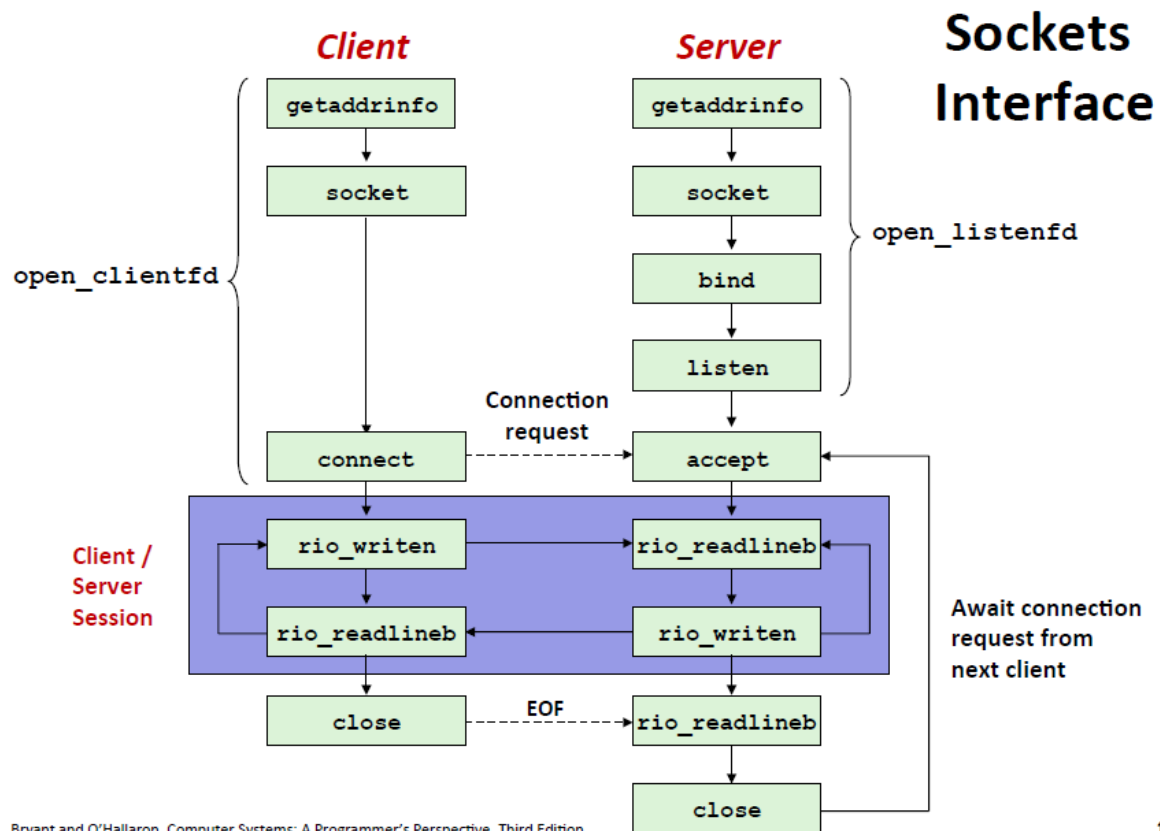 Sockets
Interface
Client
Server
getaddrinfo
getaddrinfo
socket
socket
open_clientfd
open_listenfd
bind
listen
Connection
request
connect
accept
Client /
Server
Session
rio_writen
rio_readlineb
rio_readlineb
rio_writen
Await connection
request from
next client
close
EOF
rio_readlineb
close
Bryant and O'Hallaron, Computer Systems: A Programmer's Perspective, Third Edition